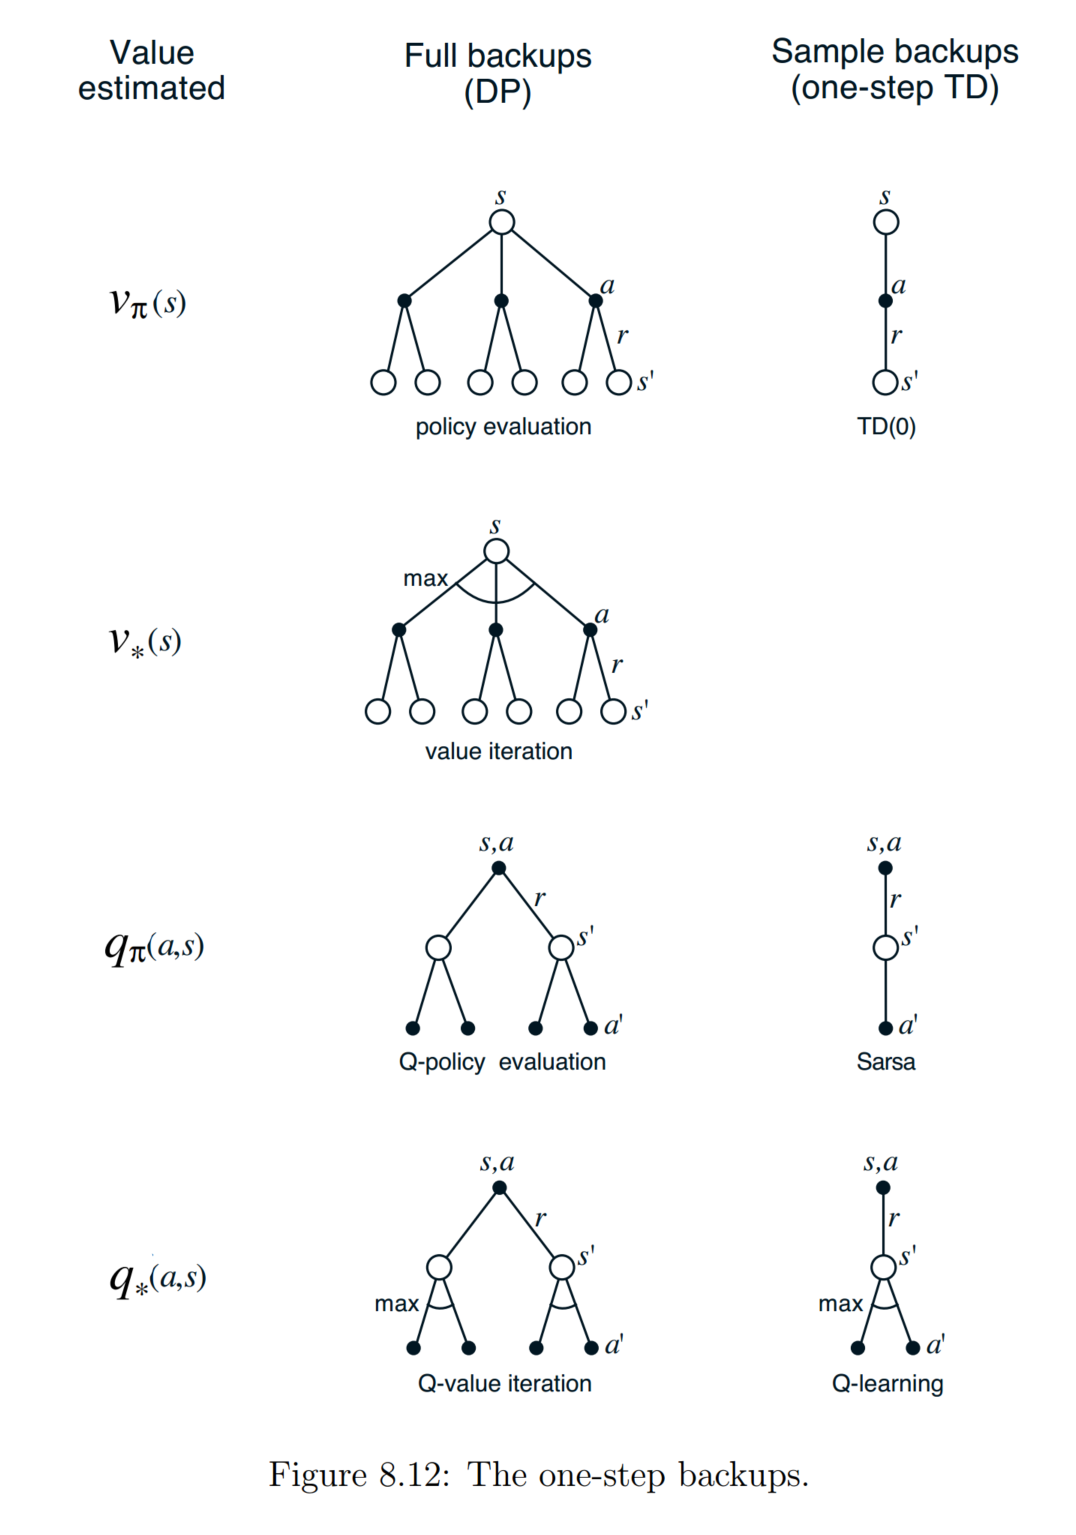 Value
estimated
Full backups
(DP)
Sample backups
(one-step TD)
vπ(s)
s
a
r
s'
policy evaluation
s
a
r
s'
TD(0)
v*(s)
s
max
a
r
s'
value iteration
qπ(a,s)
s,a
r
s'
a'
Q-policy evaluation
s,a
r
s'
a'
Sarsa
q*(a,s)
s,a
r
s'
max
a'
Q-value iteration
s,a
r
s'
max
a'
Q-learning
Figure 8.12: The one-step backups.